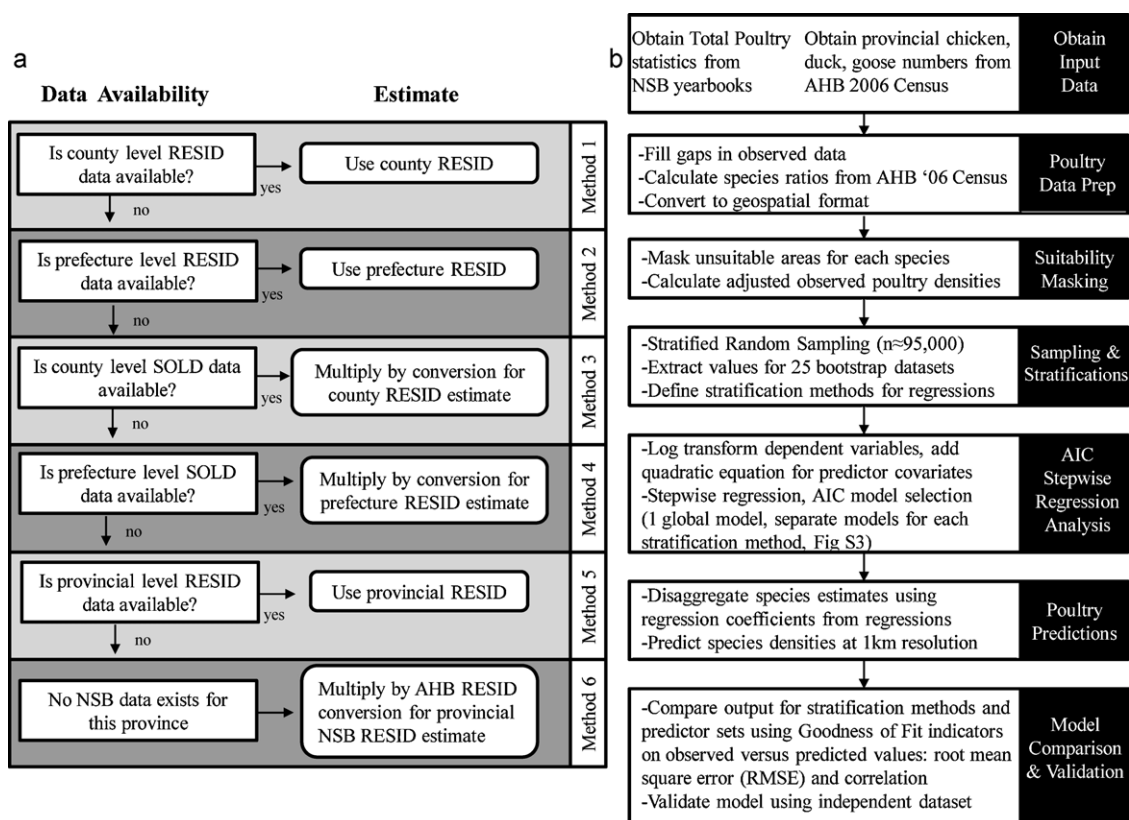 a
Data Availability
Estimate
Is county level RESID
data available?
yes
no
Use county RESID
Method 1
Is prefecture level RESID
data available?
yes
no
Use prefecture RESID
Method 2
Is county level SOLD data
available?
yes
no
Multiply by conversion for
county RESID estimate
Method 3
Is prefecture level SOLD
data available?
yes
no
Multiply by conversion for
prefecture RESID estimate
Method 4
Is provincial level RESID
data available?
yes
no
Use provincial RESID
Method 5
No NSB data exists for
this province
Multiply by AHB RESID
conversion for provincial
NSB RESID estimate
Method 6
b
Obtain Total Poultry
statistics from
NSB yearbooks
Obtain provincial chicken,
duck, goose numbers from
AHB 2006 Census
Obtain
Input
Data
-Fill gaps in observed data
-Calculate species ratios from AHB ‘06 Census
-Convert to geospatial format
Poultry
Data Prep
-Mask unsuitable areas for each species
-Calculate adjusted observed poultry densities
Suitability
Masking
-Stratified Random Sampling (n≈95,000)
-Extract values for 25 bootstrap datasets
-Define stratification methods for regressions
Sampling &
Stratifications
-Log transform dependent variables, add
quadratic equation for predictor covariates
-Stepwise regression, AIC model selection
(1 global model, separate models for each
stratification method, Fig S3)
AIC
Stepwise
Regression
Analysis
-Disaggregate species estimates using
regression coefficients from regressions
-Predict species densities at 1km resolution
Poultry
Predictions
-Compare output for stratification methods and
predictor sets using Goodness of Fit indicators
on observed versus predicted values: root mean
square error (RMSE) and correlation
-Validate model using independent dataset
Model
Comparison
& Validation